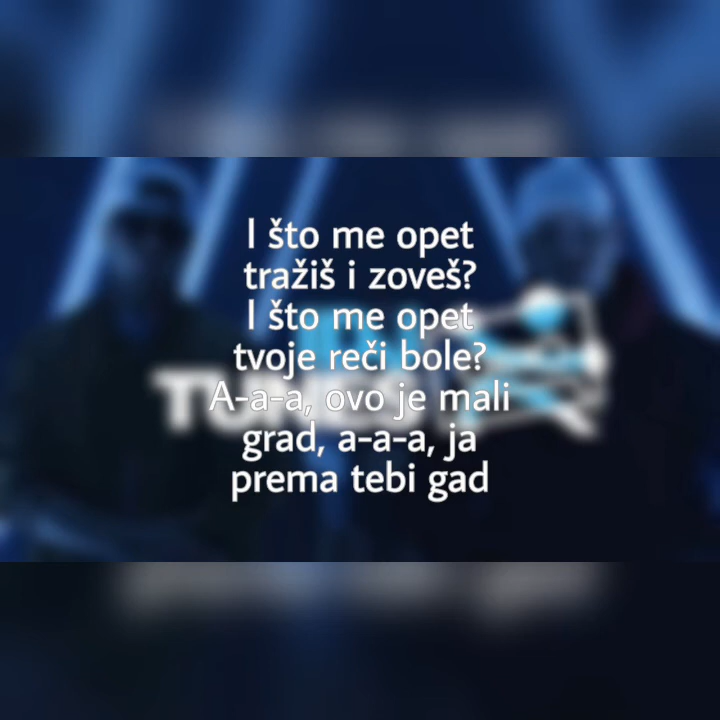 I što me opet
tražiš i zoveš?
I što me opet
tvoje reči bole?
A-a-a, ovo je mali
grad, a-a-a, ja
prema tebi gad